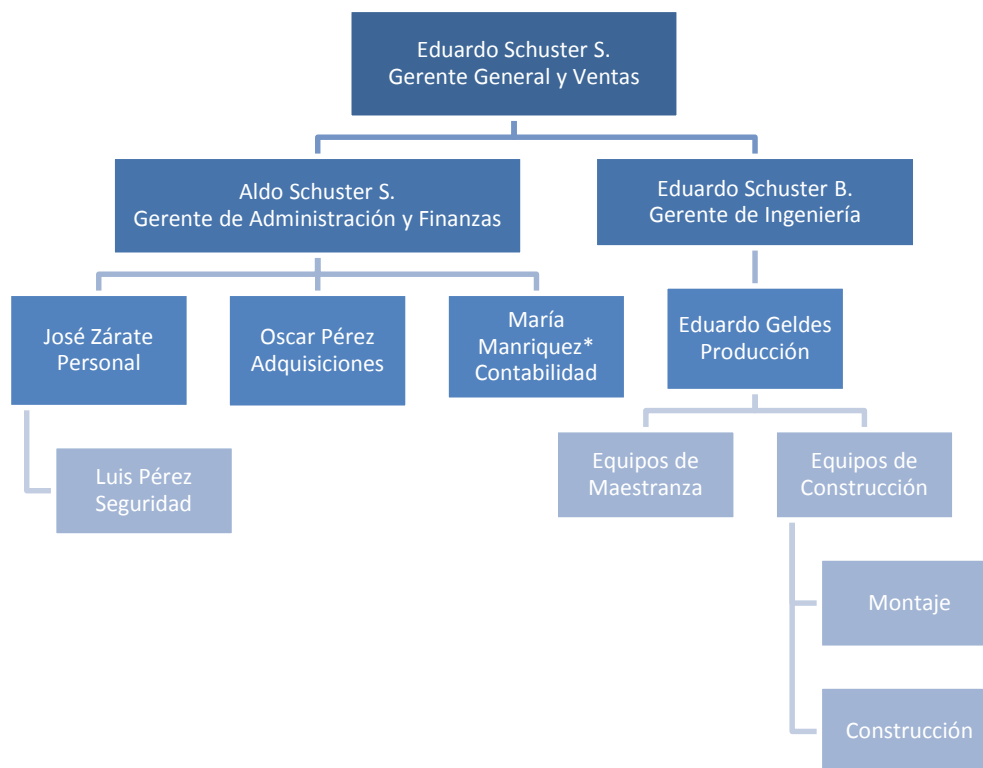 Eduardo Schuster S.
Gerente General y Ventas
Aldo Schuster S.
Gerente de Administración y Finanzas
Eduardo Schuster B.
Gerente de Ingeniería
José Zárate
Personal
Oscar Pérez
Adquisiciones
María
Manriquez*
Contabilidad
Eduardo Geldes
Producción
Luis Pérez
Seguridad
Equipos de
Maestranza
Equipos de
Construcción
Montaje
Construcción